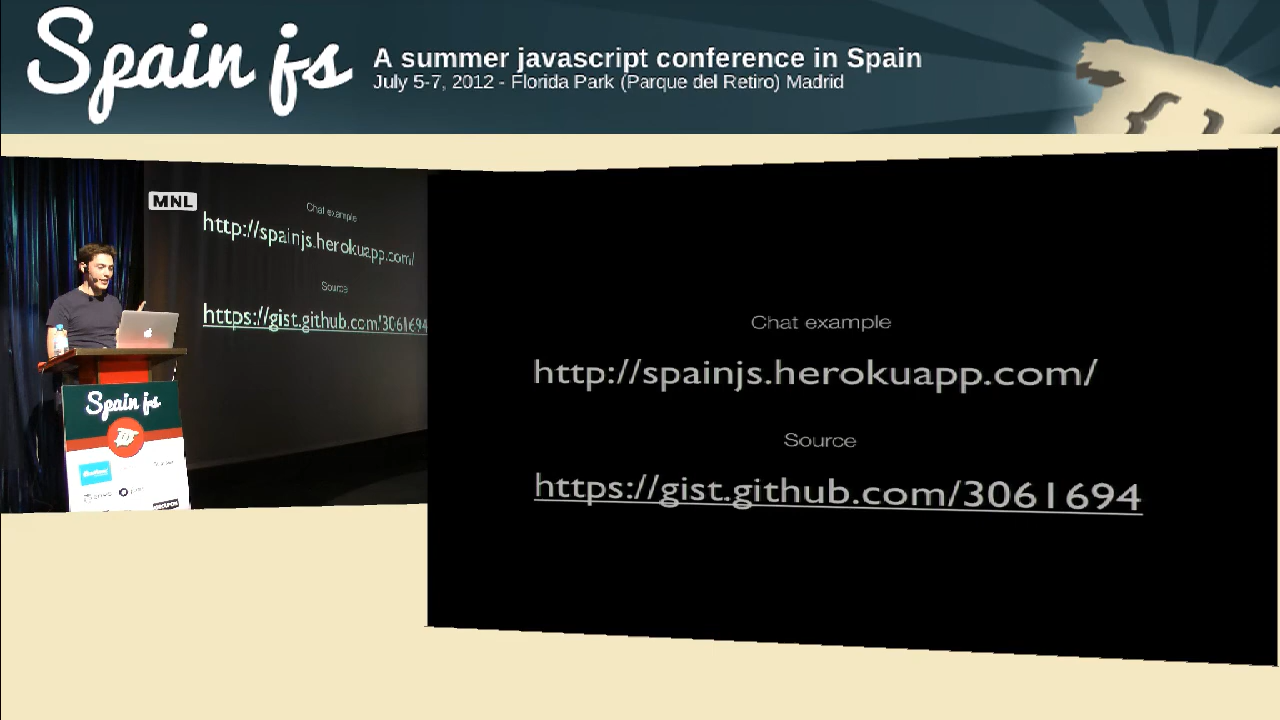 Spain js
A summer javascript conference in Spain
July 5-7, 2012 - Florida Park (Parque del Retiro) Madrid
MNL
Chat example
http://spainjs.herokuapp.com/
Source
https://gist.github.com/3061694
Spain js
Chat example
http://spainjs.herokuapp.com/
Source
https://gist.github.com/3061694